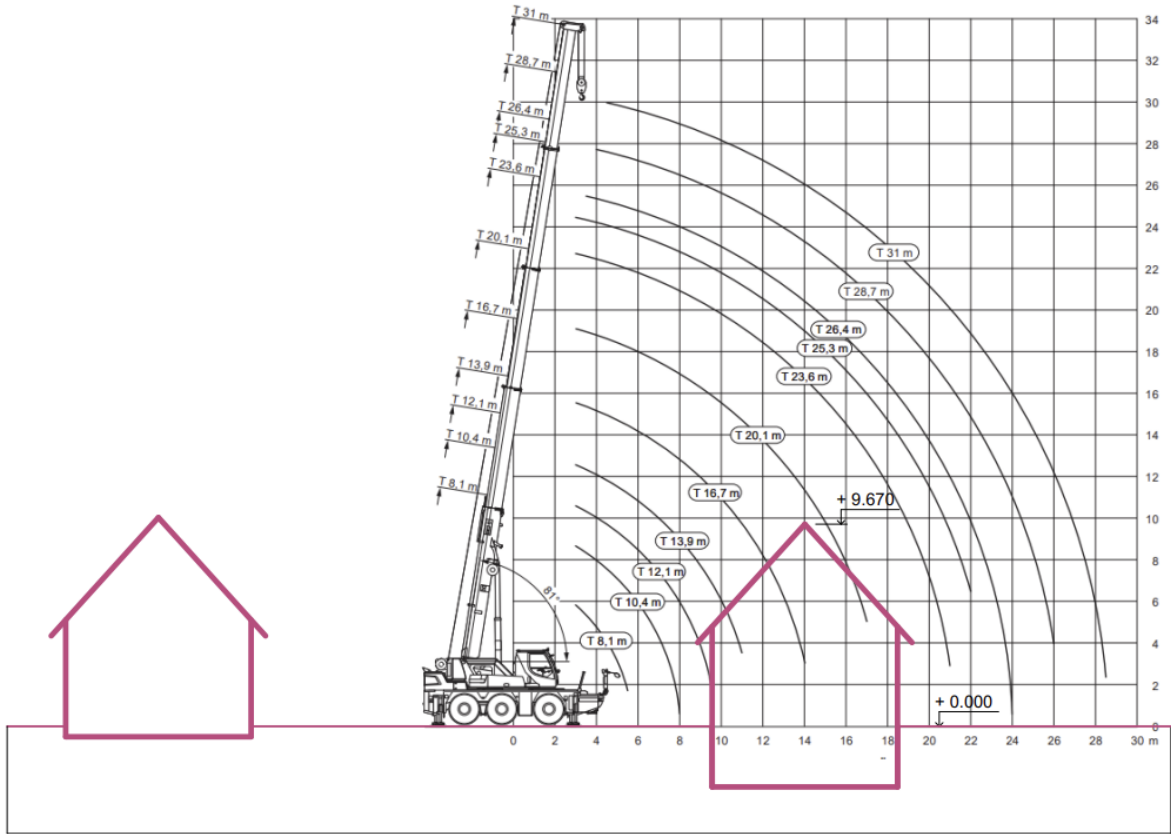 T 31 m
T 28,7 m
T 26,4 m
T 25,3 m
T 23,6 m
T 20,1 m
T 16,7 m
T 13,9 m
T 12,1 m
T 10,4 m
T 8,1 m
81°
T 31 m
T 28,7 m
T 26,4 m
T 25,3 m
T 23,6 m
T 20,1 m
T 16,7 m
T 13,9 m
T 12,1 m
T 10,4 m
T 8,1 m
+ 9.670
+ 0.000
34
32
30
28
26
24
22
20
18
16
14
12
10
8
6
4
2
0
0 2 4 6 8 10 12 14 16 18 20 22 24 26 28 30 m